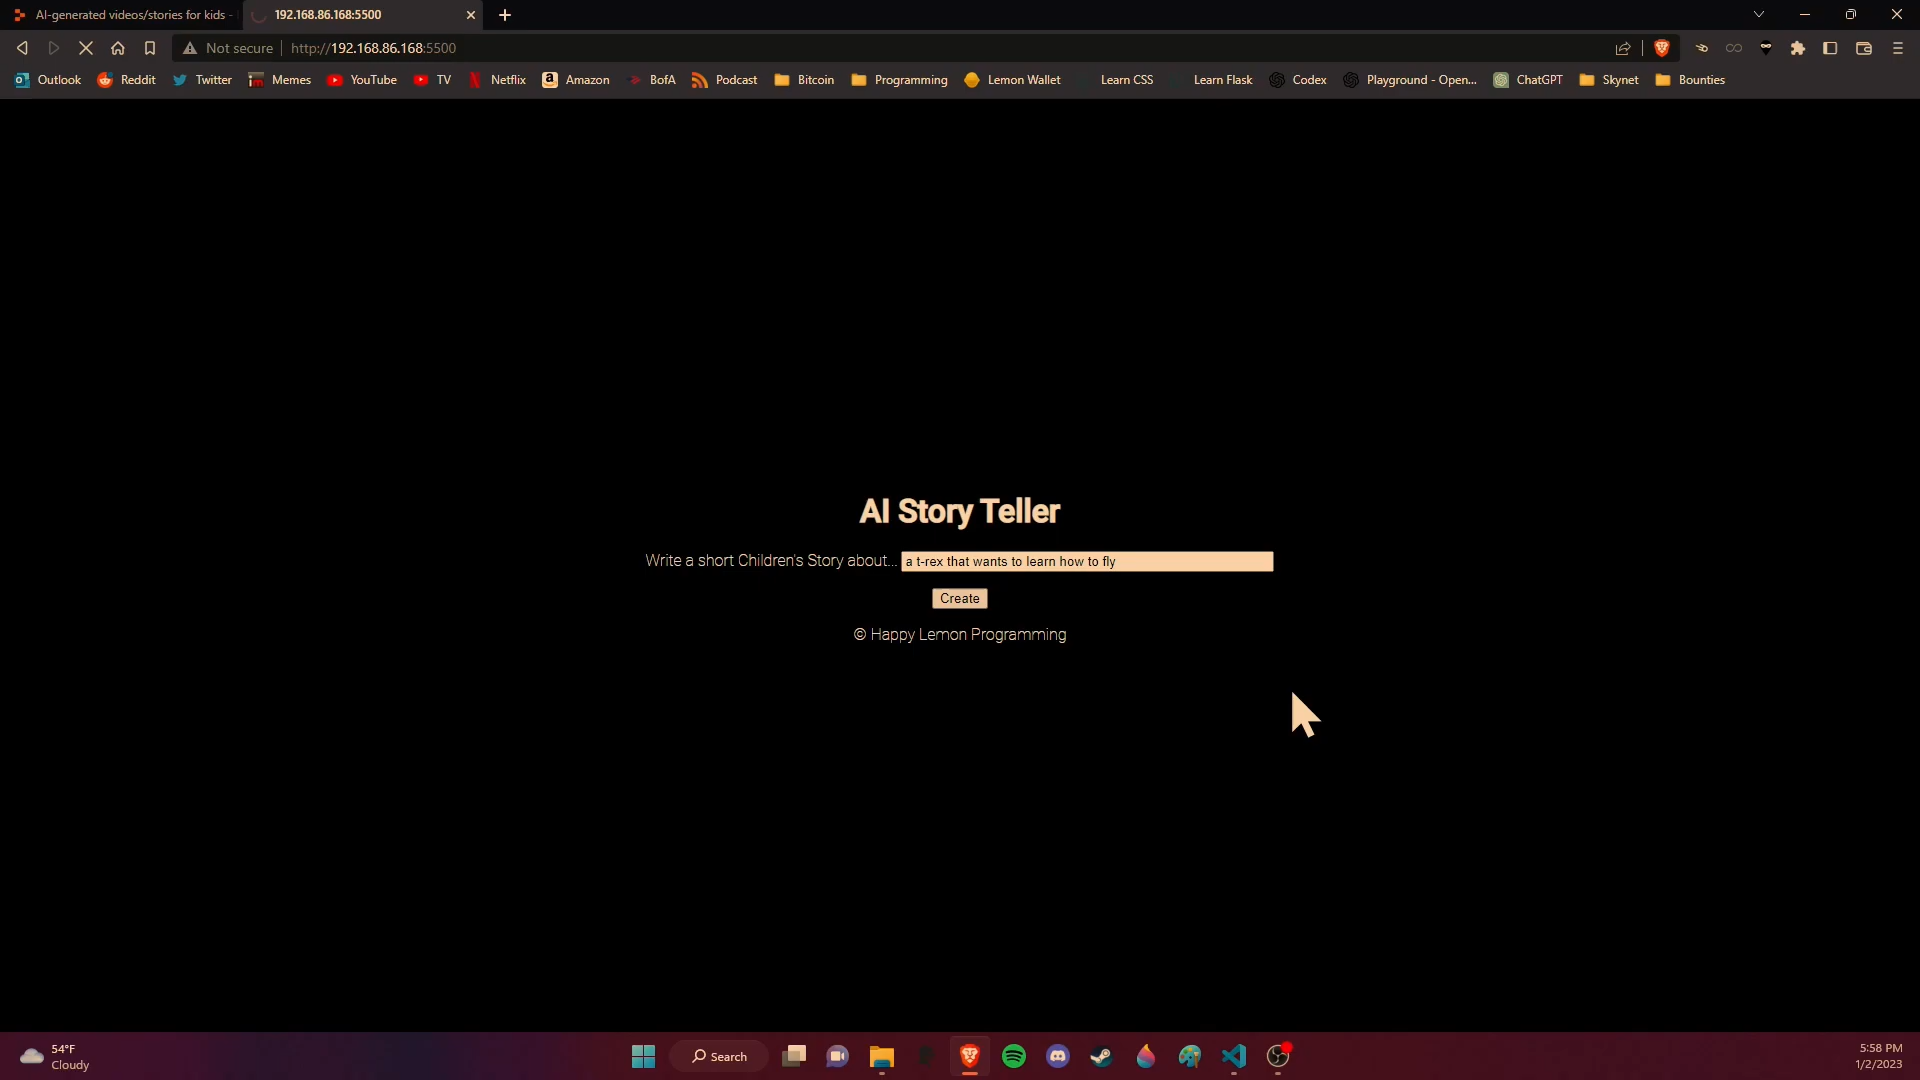 AI-generated videos/stories for kids -
192.168.86.168:5500
Not secure
http://192.168.86.168:5500
Outlook
Reddit
Twitter
Memes
YouTube
TV
Netflix
Amazon
BofA
Podcast
Bitcoin
Programming
Lemon Wallet
Learn CSS
Learn Flask
Codex
Playground - Open...
ChatGPT
Skynet
Bounties
AI Story Teller
Write a short Children's Story about... a t-rex that wants to learn how to fly
Create
© Happy Lemon Programming
54°F
Cloudy
Search
5:58 PM
1/2/2023